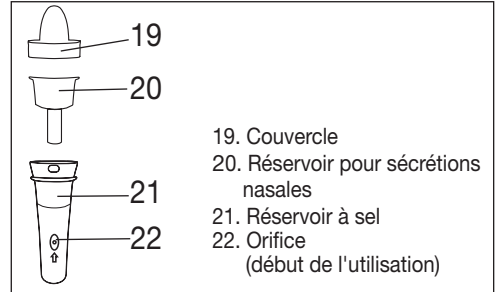 19
20
21
22
19. Couvercle
20. Réservoir pour sécrétions
nasales
21. Réservoir à sel
22. Orifice
(début de l'utilisation)